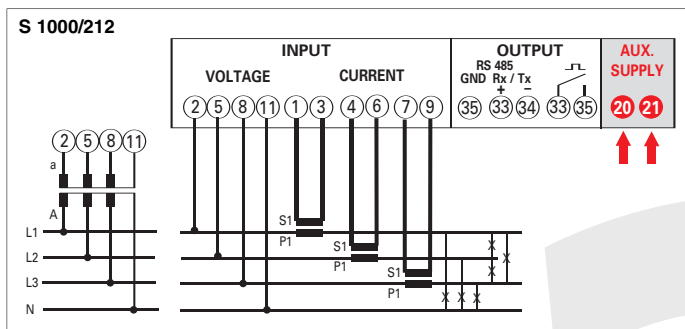 S 1000/212
INPUT
OUTPUT
AUX.
SUPPLY
VOLTAGE
CURRENT
RS 485
GND Rx / Tx
+ −
2 5 8 11 1 3 4 6 7 9 35 33 34 33 35 20 21
2 5 8 11
a
A
S1
P1
S1
P1
S1
P1
L1
L2
L3
N
X
X X
X
X X X